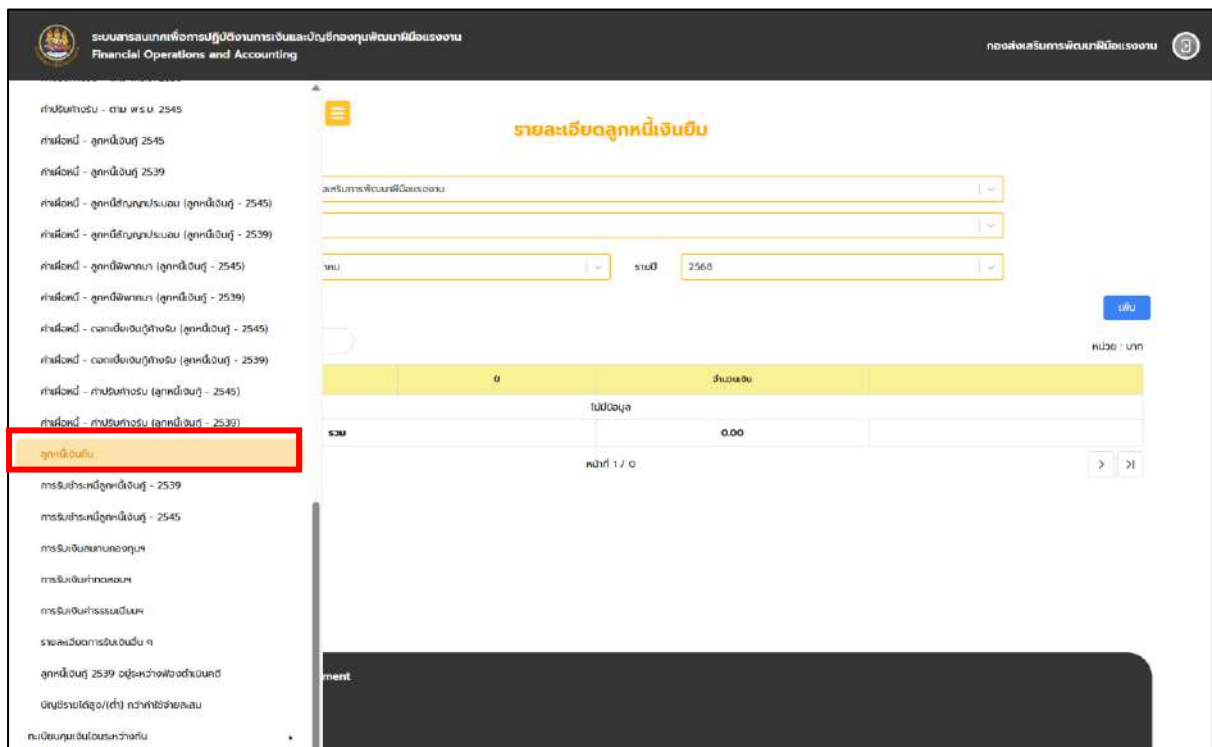 ระบบสารสนเทศเพื่อการปฏิบัติงานการเงินและบัญชีกองทุนพัฒนาฝีมือแรงงาน
Financial Operations and Accounting
กองส่งเสริมการพัฒนาฝีมือแรงงาน
ค่าปรับค้างรับ - ตาม พ.ร.บ. 2545
ค่าเผื่อหนี้ - ลูกหนี้เงินกู้ 2545
ค่าเผื่อหนี้ - ลูกหนี้เงินกู้ 2539
ค่าเผื่อหนี้ - ลูกหนี้สัญญาประนอม (ลูกหนี้เงินกู้ - 2545)
ค่าเผื่อหนี้ - ลูกหนี้สัญญาประนอม (ลูกหนี้เงินกู้ - 2539)
ค่าเผื่อหนี้ - ลูกหนี้พิพากษา (ลูกหนี้เงินกู้ - 2545)
ค่าเผื่อหนี้ - ลูกหนี้พิพากษา (ลูกหนี้เงินกู้ - 2539)
ค่าเผื่อหนี้ - ดอกเบี้ยเงินกู้ค้างรับ (ลูกหนี้เงินกู้ - 2545)
ค่าเผื่อหนี้ - ดอกเบี้ยเงินกู้ค้างรับ (ลูกหนี้เงินกู้ - 2539)
ค่าเผื่อหนี้ - ค่าปรับค้างรับ (ลูกหนี้เงินกู้ - 2545)
ค่าเผื่อหนี้ - ค่าปรับค้างรับ (ลูกหนี้เงินกู้ - 2539)
ลูกหนี้เงินยืม
การรับชำระหนี้ลูกหนี้เงินกู้ - 2539
การรับชำระหนี้ลูกหนี้เงินกู้ - 2545
การรับเงินสมทบกองทุนฯ
การรับเงินค่าทดสอบฯ
การรับเงินค่าธรรมเนียมฯ
รายละเอียดการรับเงินอื่น ๆ
ลูกหนี้เงินกู้ 2539 อยู่ระหว่างฟ้องดำเนินคดี
บัญชีรายได้สูง/(ต่ำ) กว่าค่าใช้จ่ายสะสม
ทะเบียนคุมเงินโอนระหว่างกัน
รายละเอียดลูกหนี้เงินยืม
งเสริมการพัฒนาฝีมือแรงงาน
าคม
รายปี 2568
เพิ่ม
หน่วย : บาท
ปี จำนวนเงิน
ไม่มีข้อมูล
รวม 0.00
หน้าที่ 1 / 0
ment